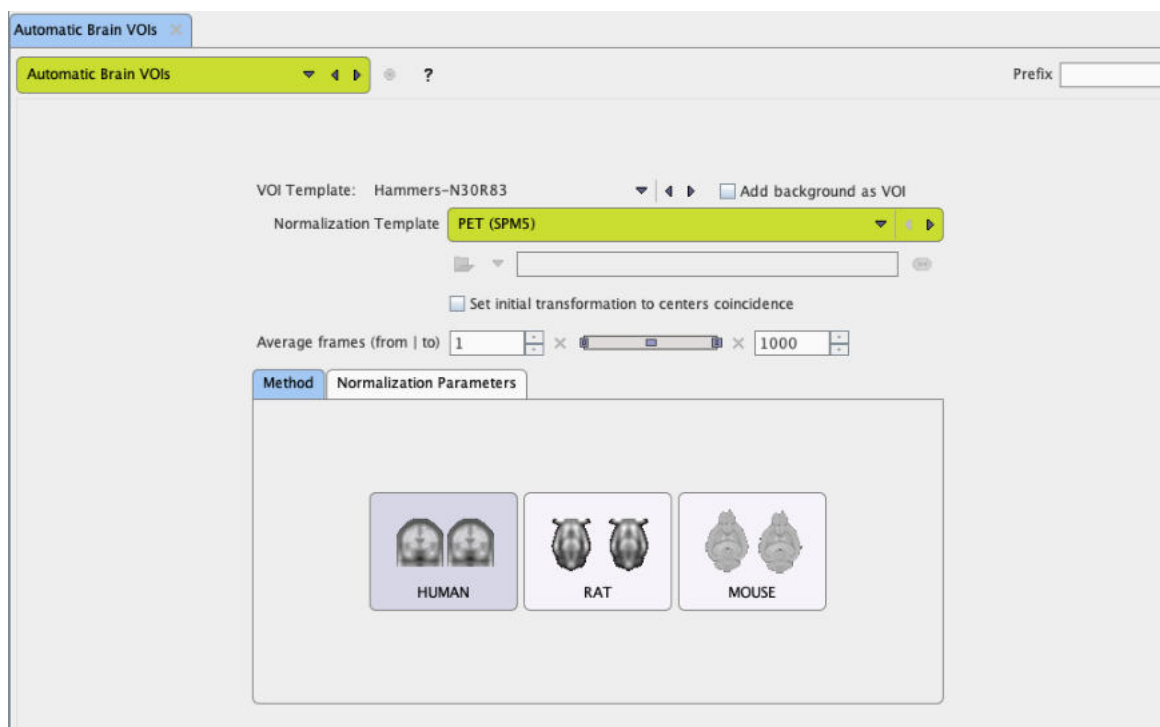 Automatic Brain VOIs
Automatic Brain VOIs ? Prefix
VOI Template: Hammers-N30R83 Add background as VOI
Normalization Template PET (SPM5)
Set initial transformation to centers coincidence
Average frames (from | to) 1 1000
Method Normalization Parameters
HUMAN RAT MOUSE